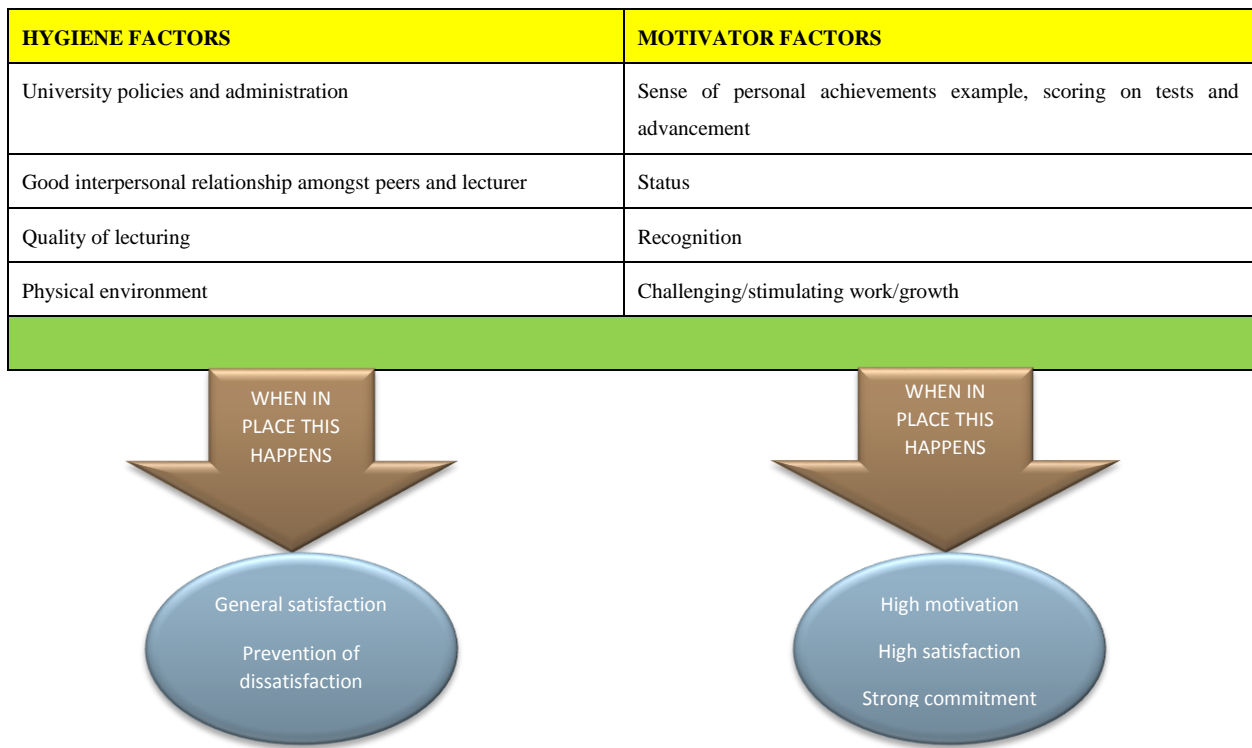 HYGIENE FACTORS
MOTIVATOR FACTORS
University policies and administration
Sense of personal achievements example, scoring on tests and
advancement
Good interpersonal relationship amongst peers and lecturer
Status
Quality of lecturing
Recognition
Physical environment
Challenging/stimulating work/growth
WHEN IN
PLACE THIS
HAPPENS
WHEN IN
PLACE THIS
HAPPENS
General satisfaction
Prevention of
dissatisfaction
High motivation
High satisfaction
Strong commitment